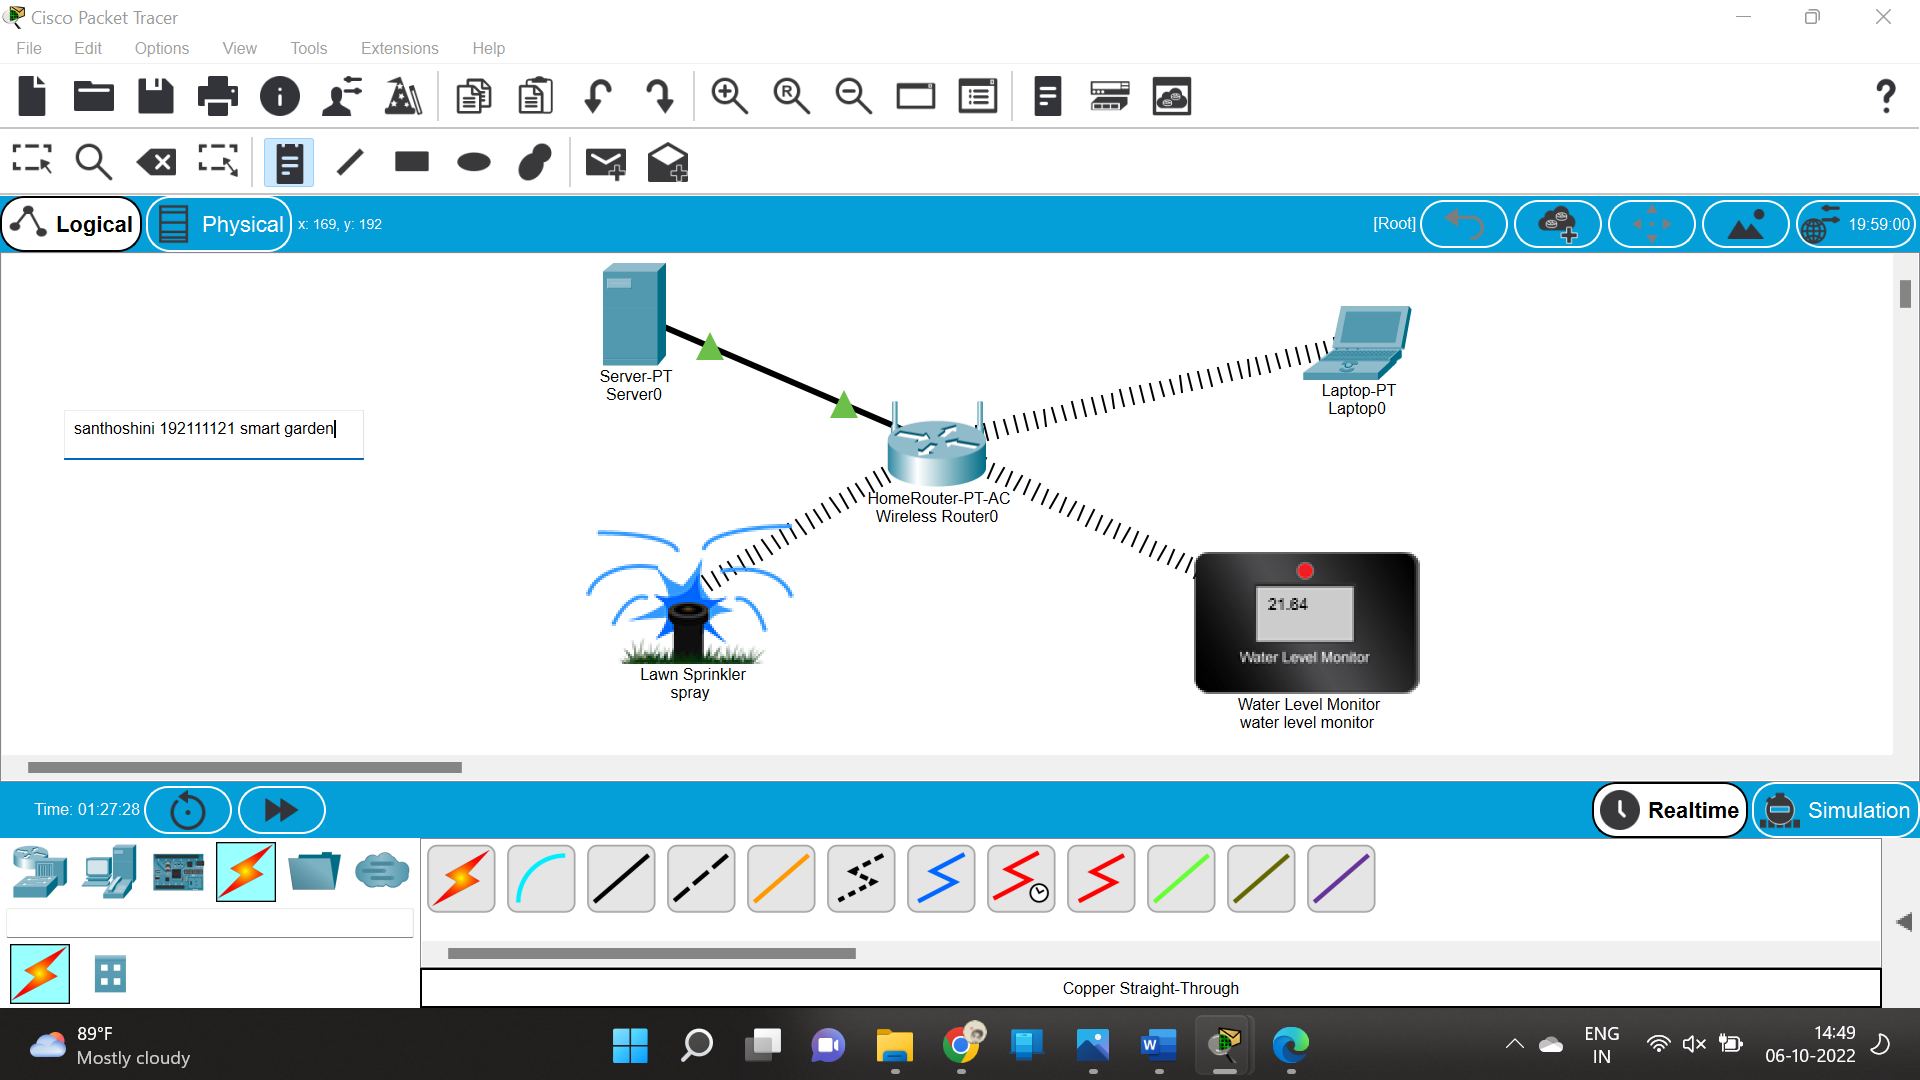 Cisco Packet Tracer
File Edit Options View Tools Extensions Help
Logical Physical x: 169, y: 192 [Root] 19:59:00
Server-PT
Server0
Laptop-PT
Laptop0
santhoshini 192111121 smart garden
HomeRouter-PT-AC
Wireless Router0
21.64
Water Level Monitor
Lawn Sprinkler
spray
Water Level Monitor
water level monitor
Time: 01:27:28 Realtime Simulation
Copper Straight-Through
89°F
Mostly cloudy
ENG
IN
14:49
06-10-2022